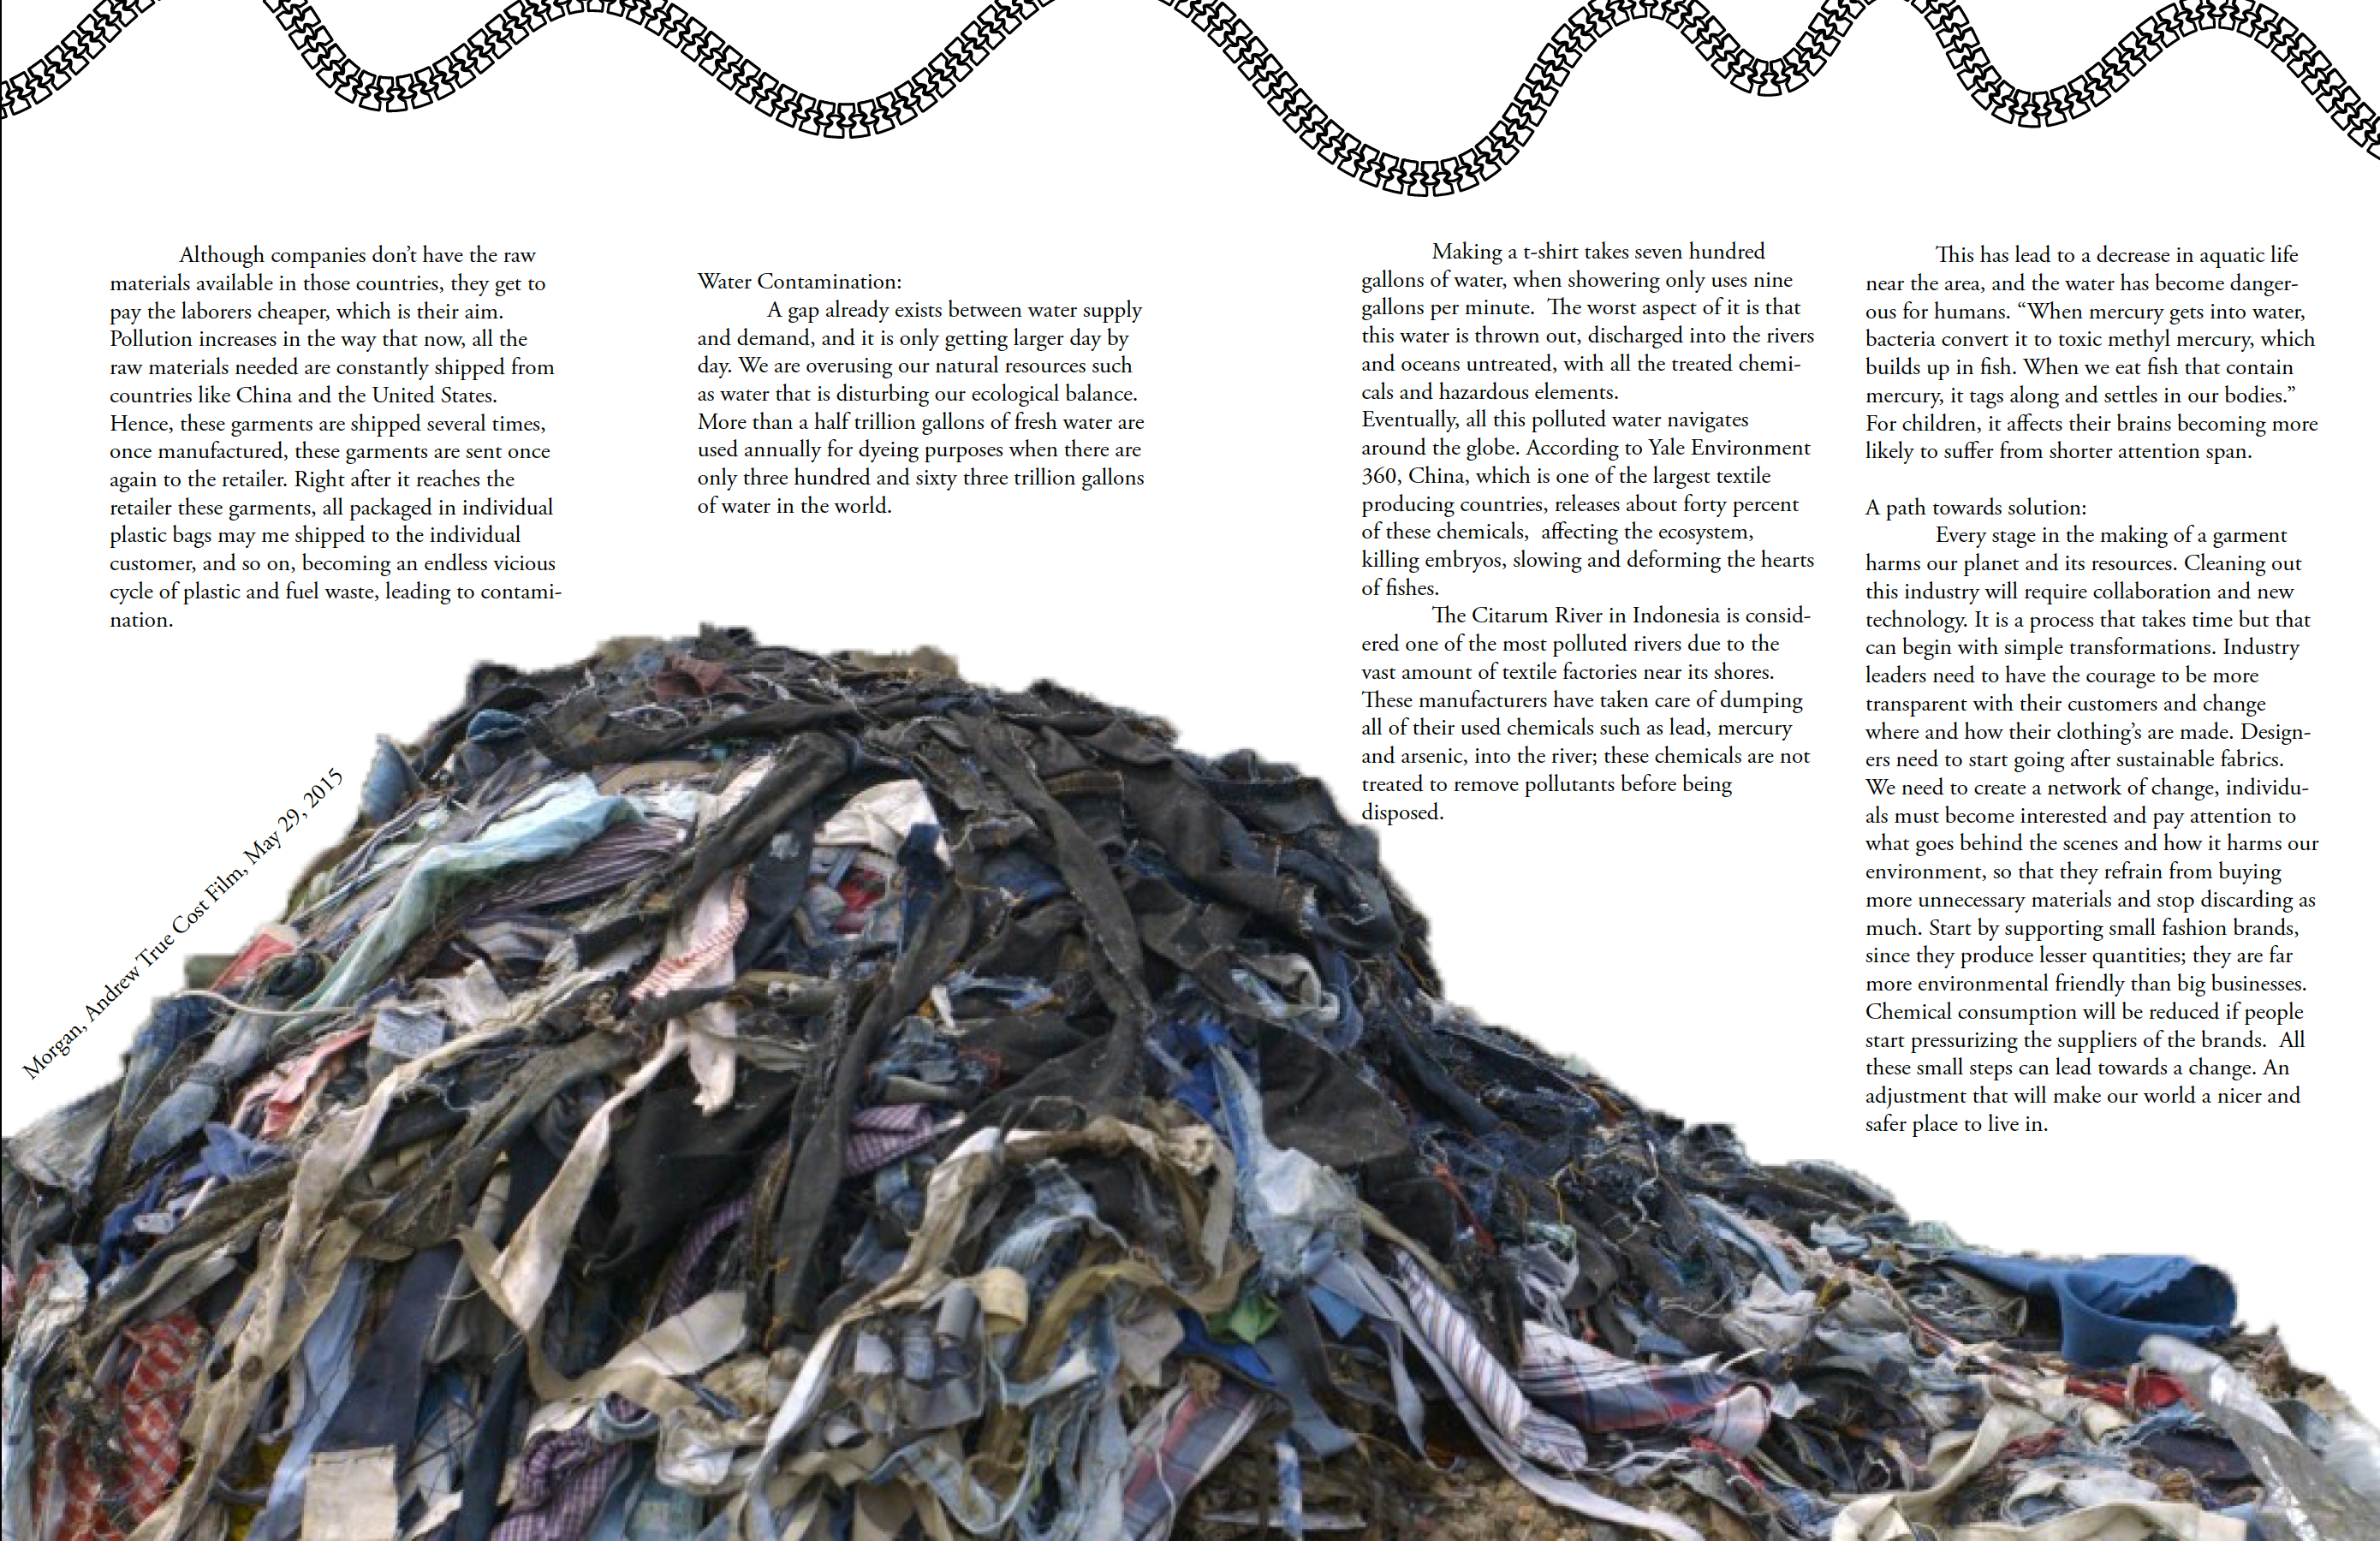 Although companies don’t have the raw
materials available in those countries, they get to
pay the laborers cheaper, which is their aim.
Pollution increases in the way that now, all the
raw materials needed are constantly shipped from
countries like China and the United States.
Hence, these garments are shipped several times,
once manufactured, these garments are sent once
again to the retailer. Right after it reaches the
retailer these garments, all packaged in individual
plastic bags may me shipped to the individual
customer, and so on, becoming an endless vicious
cycle of plastic and fuel waste, leading to contami-
nation.
Water Contamination:
A gap already exists between water supply
and demand, and it is only getting larger day by
day. We are overusing our natural resources such
as water that is disturbing our ecological balance.
More than a half trillion gallons of fresh water are
used annually for dyeing purposes when there are
only three hundred and sixty three trillion gallons
of water in the world.
Making a t-shirt takes seven hundred
gallons of water, when showering only uses nine
gallons per minute.  The worst aspect of it is that
this water is thrown out, discharged into the rivers
and oceans untreated, with all the treated chemi-
cals and hazardous elements.
Eventually, all this polluted water navigates
around the globe. According to Yale Environment
360, China, which is one of the largest textile
producing countries, releases about forty percent
of these chemicals,  affecting the ecosystem,
killing embryos, slowing and deforming the hearts
of fishes.
The Citarum River in Indonesia is consid-
ered one of the most polluted rivers due to the
vast amount of textile factories near its shores.
These manufacturers have taken care of dumping
all of their used chemicals such as lead, mercury
and arsenic, into the river; these chemicals are not
treated to remove pollutants before being
disposed.
This has lead to a decrease in aquatic life
near the area, and the water has become danger-
ous for humans. “When mercury gets into water,
bacteria convert it to toxic methyl mercury, which
builds up in fish. When we eat fish that contain
mercury, it tags along and settles in our bodies.”
For children, it affects their brains becoming more
likely to suffer from shorter attention span.
A path towards solution:
Every stage in the making of a garment
harms our planet and its resources. Cleaning out
this industry will require collaboration and new
technology. It is a process that takes time but that
can begin with simple transformations. Industry
leaders need to have the courage to be more
transparent with their customers and change
where and how their clothing’s are made. Design-
ers need to start going after sustainable fabrics.
We need to create a network of change, individu-
als must become interested and pay attention to
what goes behind the scenes and how it harms our
environment, so that they refrain from buying
more unnecessary materials and stop discarding as
much. Start by supporting small fashion brands,
since they produce lesser quantities; they are far
more environmental friendly than big businesses.
Chemical consumption will be reduced if people
start pressurizing the suppliers of the brands.  All
these small steps can lead towards a change. An
adjustment that will make our world a nicer and
safer place to live in.
Morgan, Andrew True Cost Film, May 29, 2015